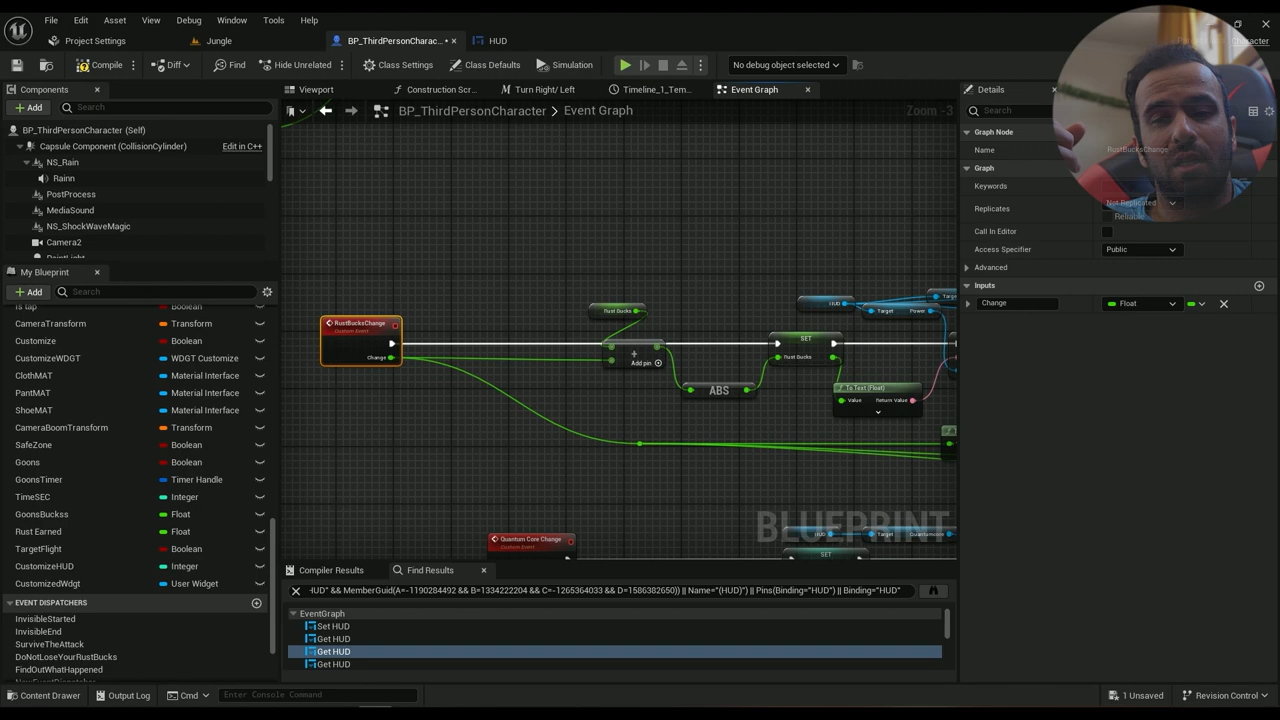 File Edit Asset View Debug Window Tools Help
Project Settings Jungle BP_ThirdPersonCharac... HUD
Character
Compile Diff Find Hide Unrelated Class Settings Class Defaults Simulation No debug object selected
Components
Viewport Construction Scr... Turn Right/ Left Timeline_1_Tem... Event Graph
Details
Add Search
BP_ThirdPersonCharacter > Event Graph
Zoom -3
Search
BP_ThirdPersonCharacter (Self)
Capsule Component (CollisionCylinder) Edit in C++
NS_Rain
Rainn
PostProcess
MediaSound
NS_ShockWaveMagic
Camera2
My Blueprint
Add Search
Is tap Boolean
CameraTransform Transform
Customize Boolean
CustomizeWDGT WDGT Customize
ClothMAT Material Interface
PantMAT Material Interface
ShoeMAT Material Interface
CameraBoomTransform Transform
SafeZone Boolean
Goons Boolean
GoonsTimer Timer Handle
TimeSEC Integer
GoonsBuckss Float
Rust Earned Float
TargetFlight Boolean
CustomizeHUD Integer
CustomizedWdgt User Widget
EVENT DISPATCHERS
InvisibleStarted
InvisibleEnd
SurviveTheAttack
DoNotLoseYourRustBucks
FindOutWhatHappened
RustBucksChange
Custom Event
Change
Rust Bucks
Add pin
ABS
SET
Rust Bucks
HUD
Target Power
To Text (Float)
Value Return Value
Quantum Core Change
Custom Event
HUD
Target
SET
BLUEPRINT
Graph Node
Name RustBucksChange
Graph
Keywords
Replicates Not Replicated
Reliable
Call In Editor
Access Specifier Public
Advanced
Inputs
Change Float
Compiler Results Find Results
HUD" && MemberGuid(A=-1190284492 && B=1334222204 && C=-1265364033 && D=1586382650)) || Name="(HUD)") || Pins(Binding="HUD") || Binding="HUD"
EventGraph
Set HUD
Get HUD
Get HUD
Get HUD
Content Drawer Output Log Cmd Enter Console Command 1 Unsaved Revision Control